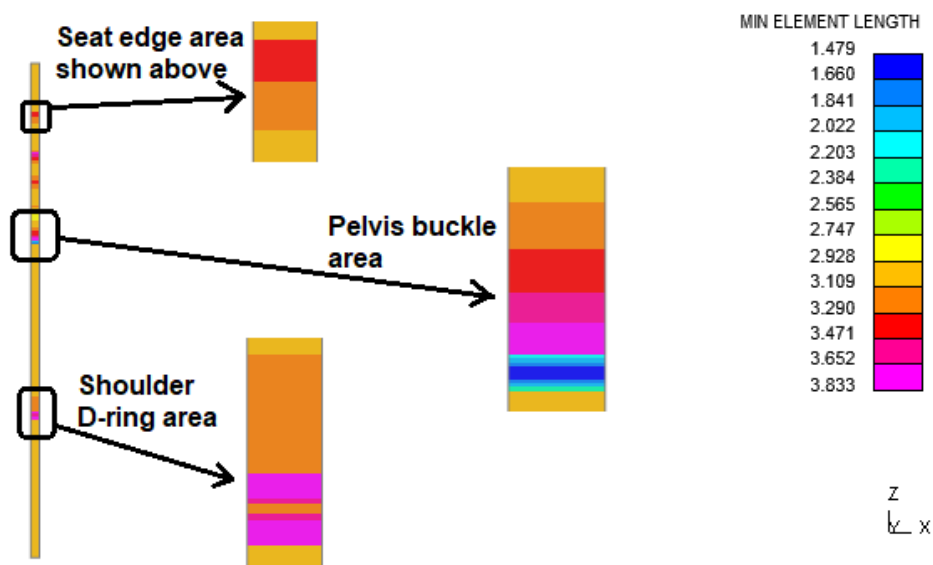 Seat edge area
shown above
Pelvis buckle
area
Shoulder
D-ring area
MIN ELEMENT LENGTH
1.479
1.660
1.841
2.022
2.203
2.384
2.565
2.747
2.928
3.109
3.290
3.471
3.652
3.833
Z
Y X